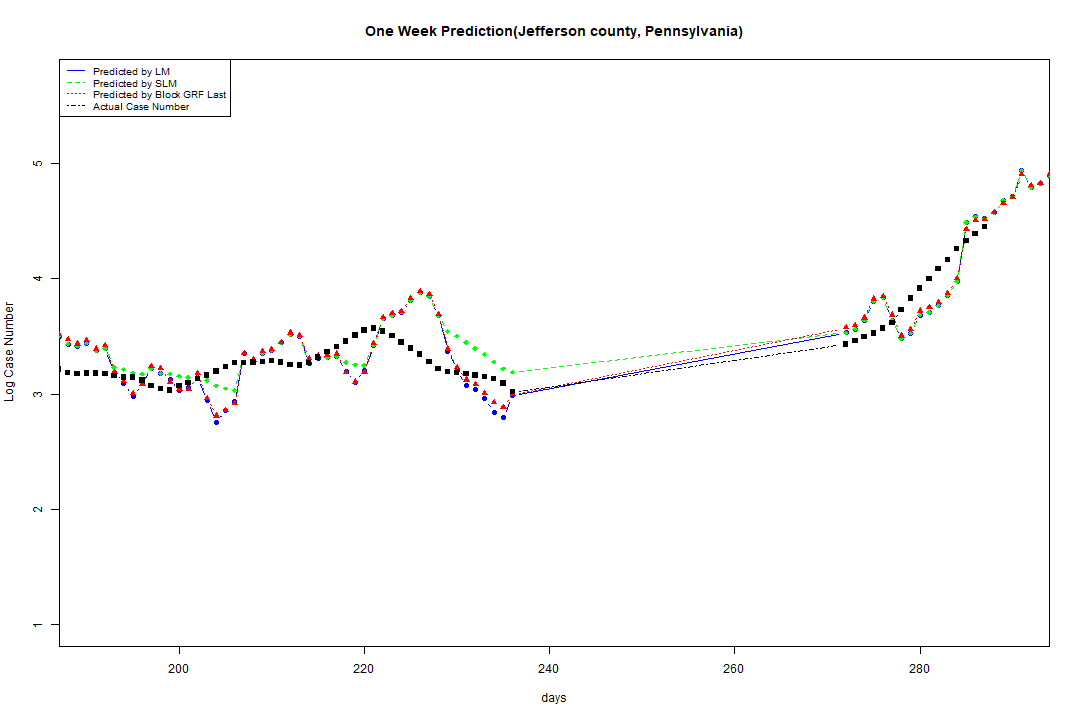 One Week Prediction(Jefferson county, Pennsylvania)
Predicted by LM
Predicted by SLM
Predicted by Block GRF Last
Actual Case Number
Log Case Number
5
4
3
2
1
200 220 240 260 280
days